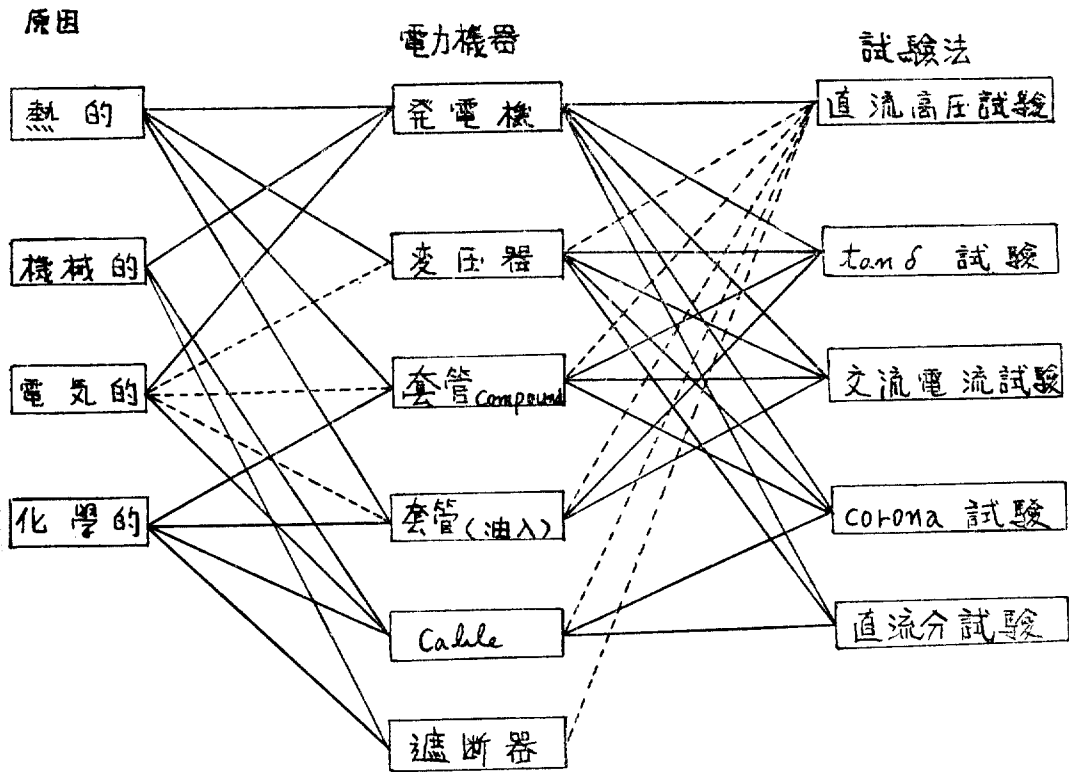 原因
電力機器
試験法
熱的
機械的
電気的
化學的
発電機
変圧器
套管 compound
套管(油入)
Cable
遮断器
直流高圧試験
tan δ 試験
交流電流試験
corona 試験
直流分試験